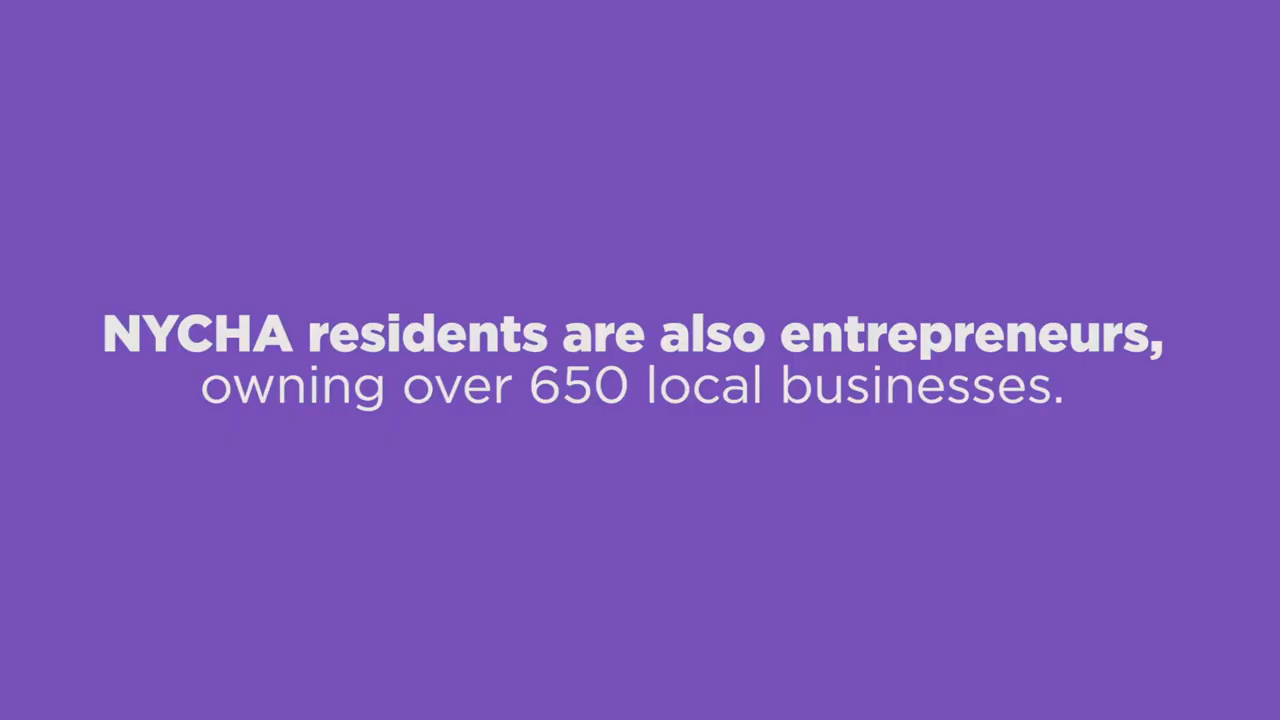 NYCHA residents are also entrepreneurs,
owning over 650 local businesses.